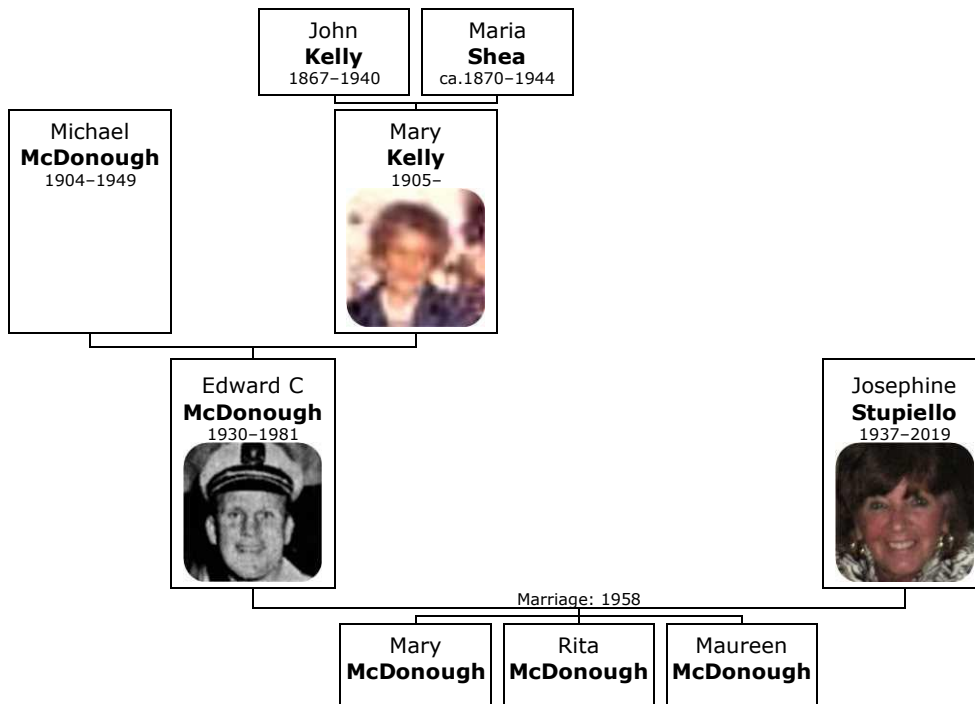 John
Kelly
1867–1940
Maria
Shea
ca.1870–1944
Michael
McDonough
1904–1949
Mary
Kelly
1905–
Edward C
McDonough
1930–1981
Josephine
Stupiello
1937–2019
Marriage: 1958
Mary
McDonough
Rita
McDonough
Maureen
McDonough